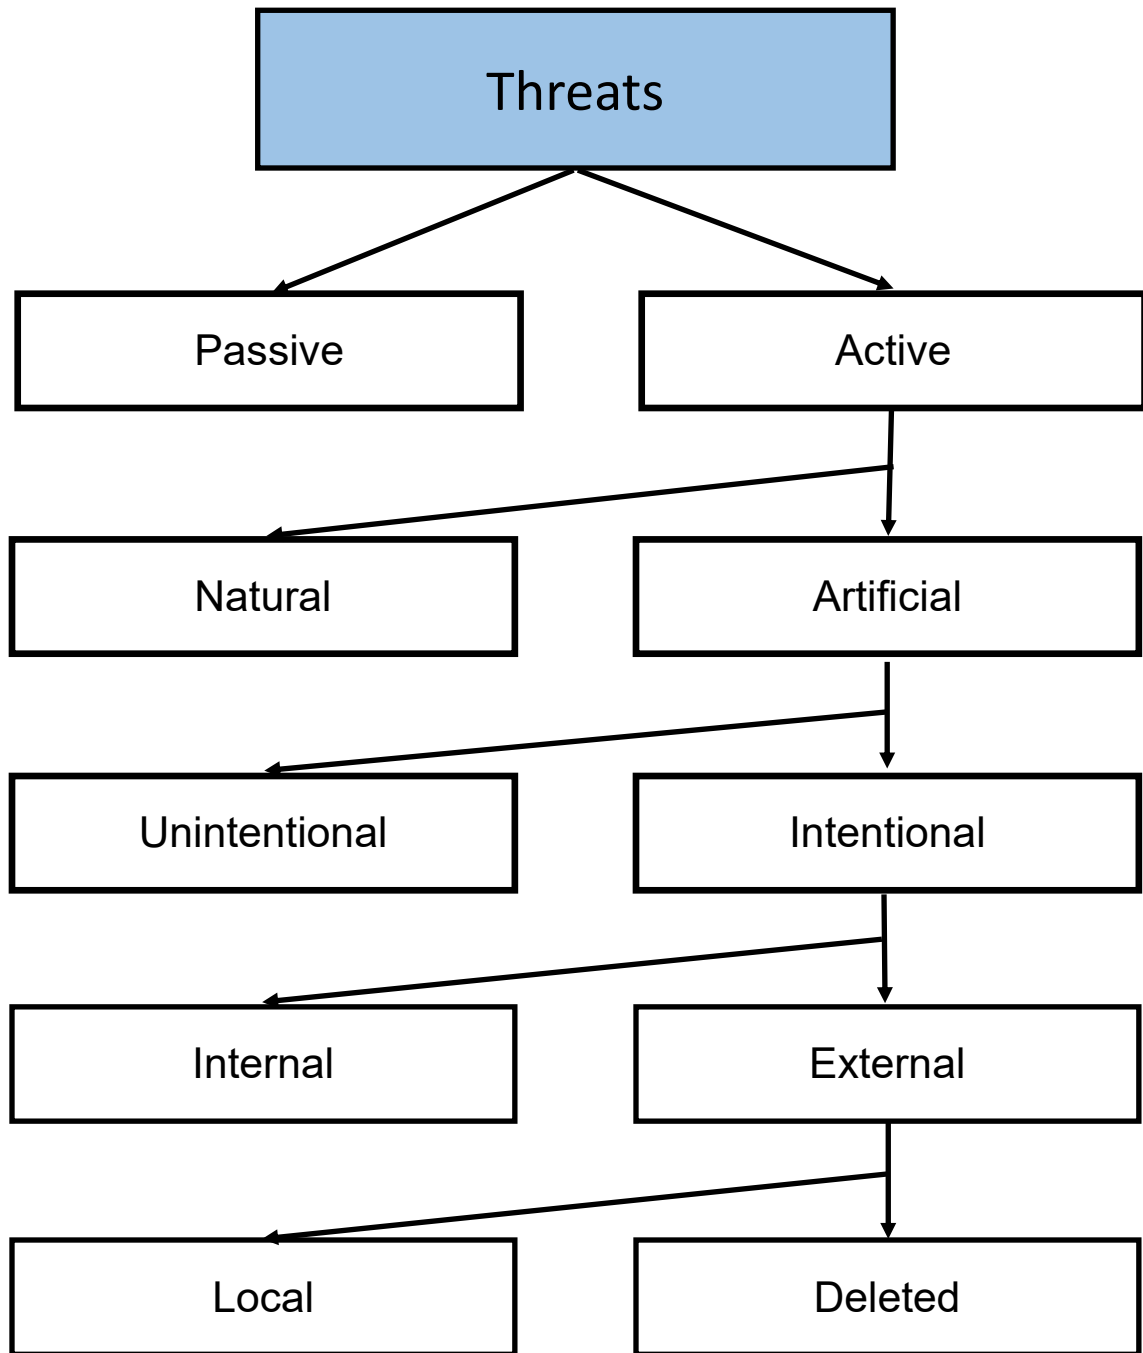 Threats
Passive
Active
Natural
Artificial
Unintentional
Intentional
Internal
External
Local
Deleted